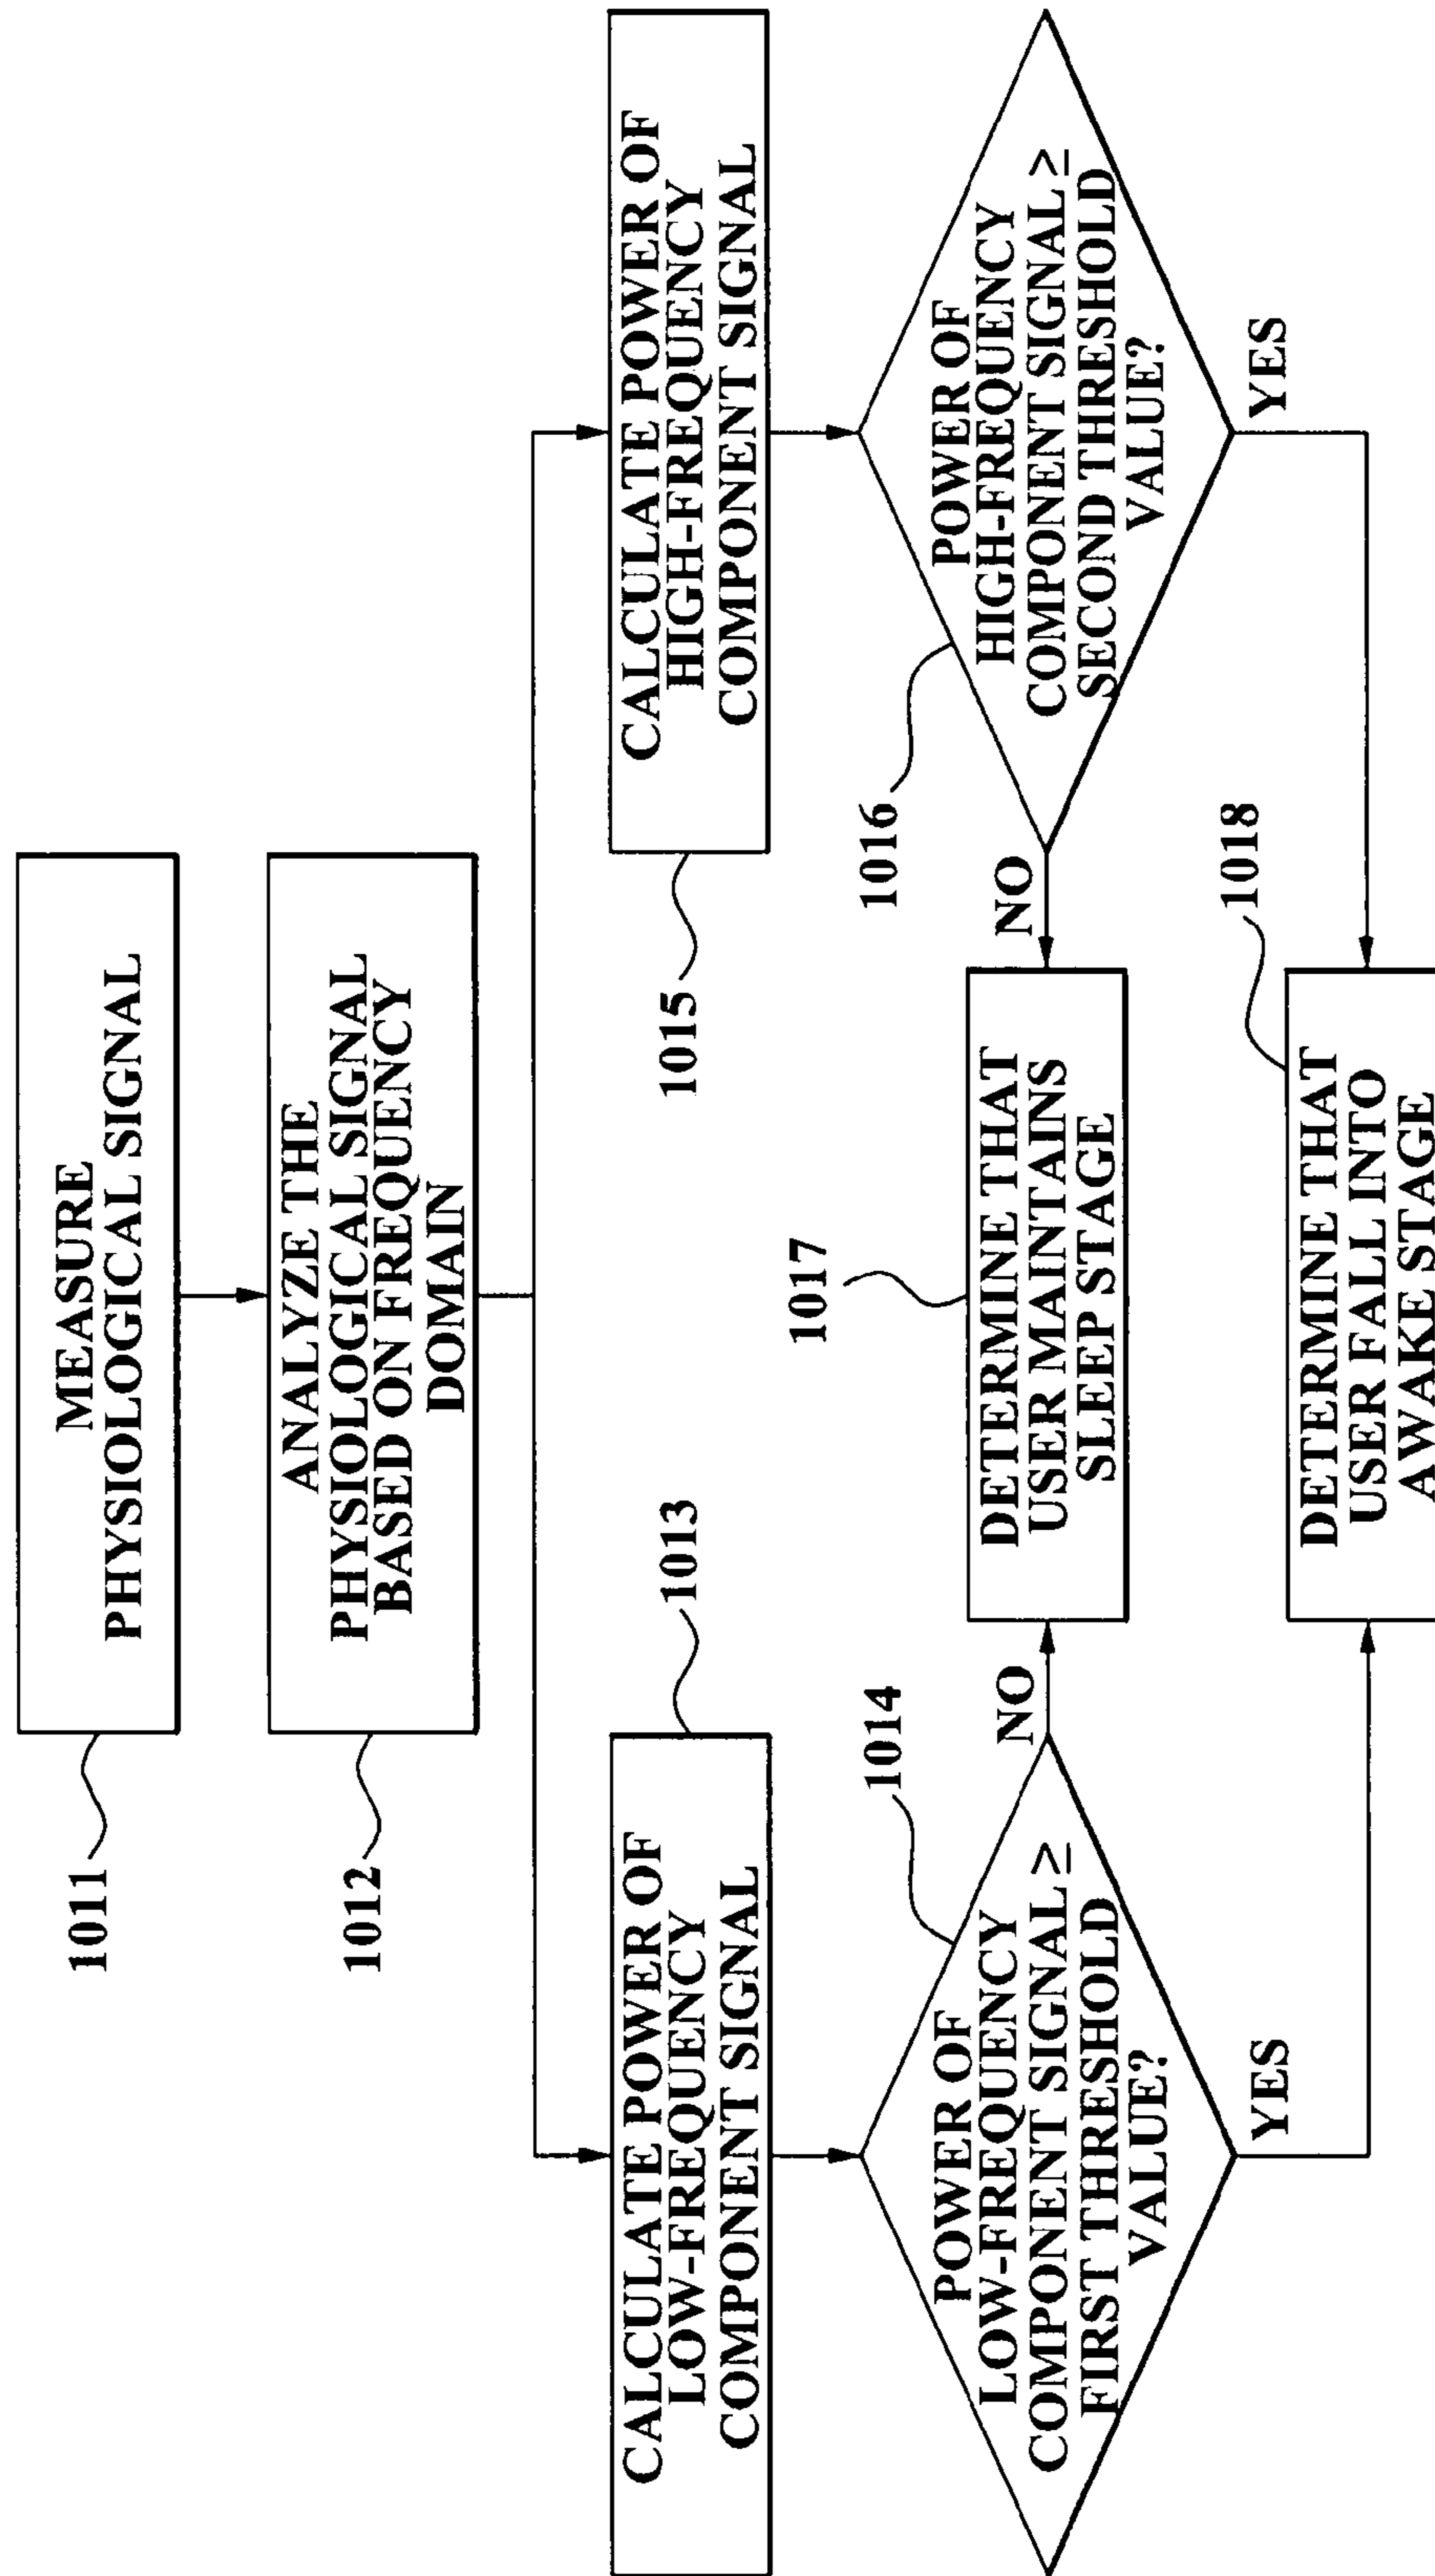 1011
MEASURE
PHYSIOLOGICAL SIGNAL
1012
ANALYZE THE
PHYSIOLOGICAL SIGNAL
BASED ON FREQUENCY
DOMAIN
CALCULATE POWER OF
LOW-FREQUENCY
COMPONENT SIGNAL
1013
1015
CALCULATE POWER OF
HIGH-FREQUENCY
COMPONENT SIGNAL
POWER OF
LOW-FREQUENCY
COMPONENT SIGNAL ≥
FIRST THRESHOLD
VALUE?
1014
NO
YES
1017
DETERMINE THAT
USER MAINTAINS
SLEEP STAGE
NO
1016
POWER OF
HIGH-FREQUENCY
COMPONENT SIGNAL ≥
SECOND THRESHOLD
VALUE?
YES
1018
DETERMINE THAT
USER FALL INTO
AWAKE STAGE